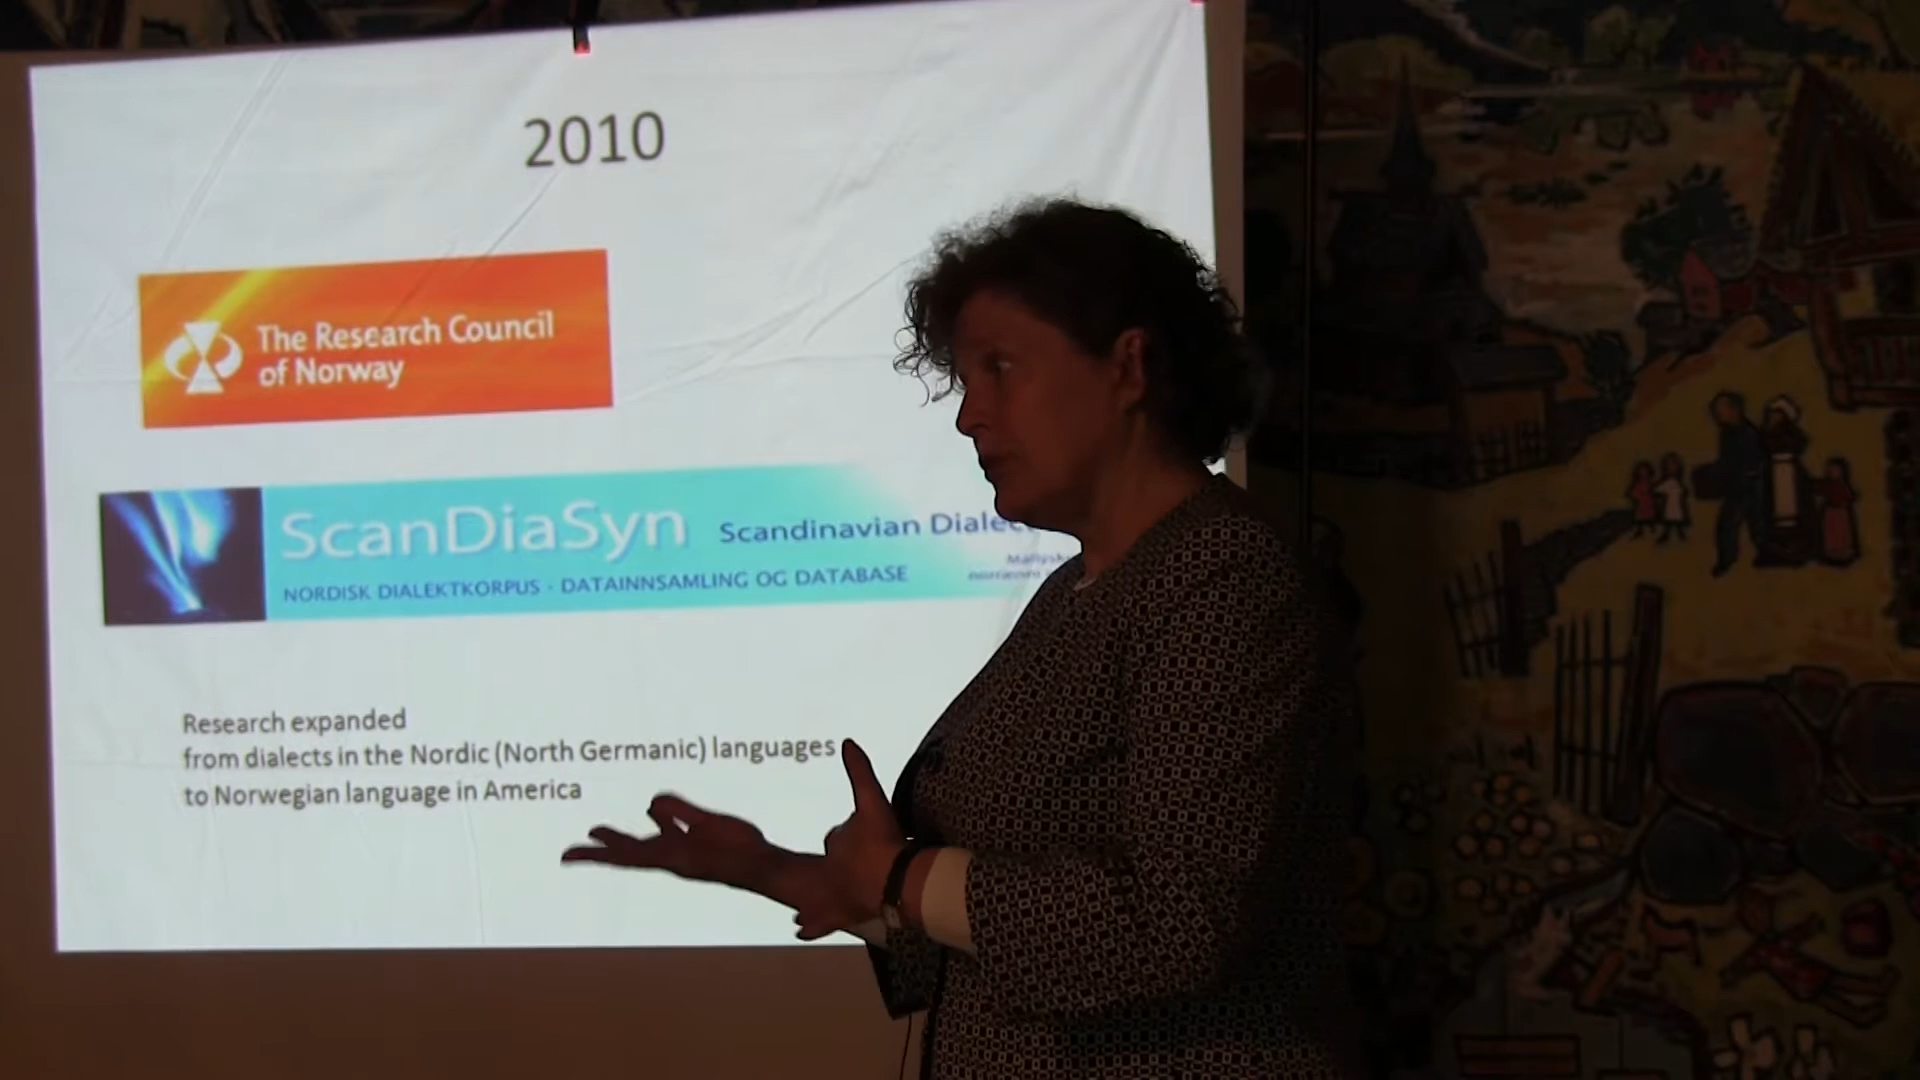 2010
The Research Council
of Norway
ScanDiaSyn
Scandinavian
NORDISK DIALEKTKORPUS · DATAINNSAMLING OG DATABASE
Research expanded
from dialects in the Nordic (North Germanic) languages
to Norwegian language in America